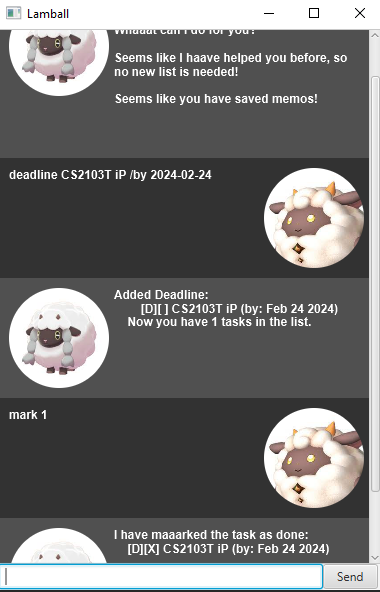 Lamball
Whaaat can I do for you?
Seems like I haave helped you before, so
no new list is needed!
Seems like you have saved memos!
deadline CS2103T iP /by 2024-02-24
Added Deadline:
[D][ ] CS2103T iP (by: Feb 24 2024)
Now you have 1 tasks in the list.
mark 1
I have maaarked the task as done:
[D][X] CS2103T iP (by: Feb 24 2024)
Send